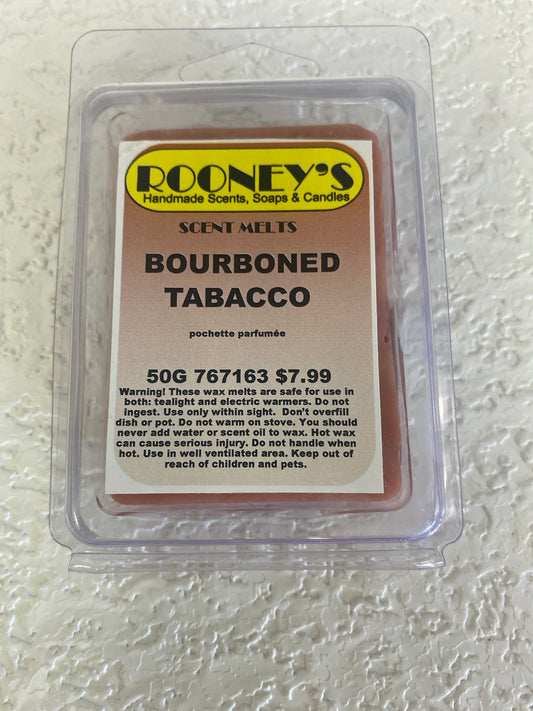 ROONEY'S
Handmade Scents, Soaps & Candles
SCENT MELTS
BOURBONED
TABACCO
pochette parfumée
50G 767163 $7.99
Warning! These wax melts are safe for use in
both: tealight and electric warmers. Do not
ingest. Use only within sight. Don't overfill
dish or pot. Do not warm on stove. You should
never add water or scent oil to wax. Hot wax
can cause serious injury. Do not handle when
hot. Use in well ventilated area. Keep out of
reach of children and pets.